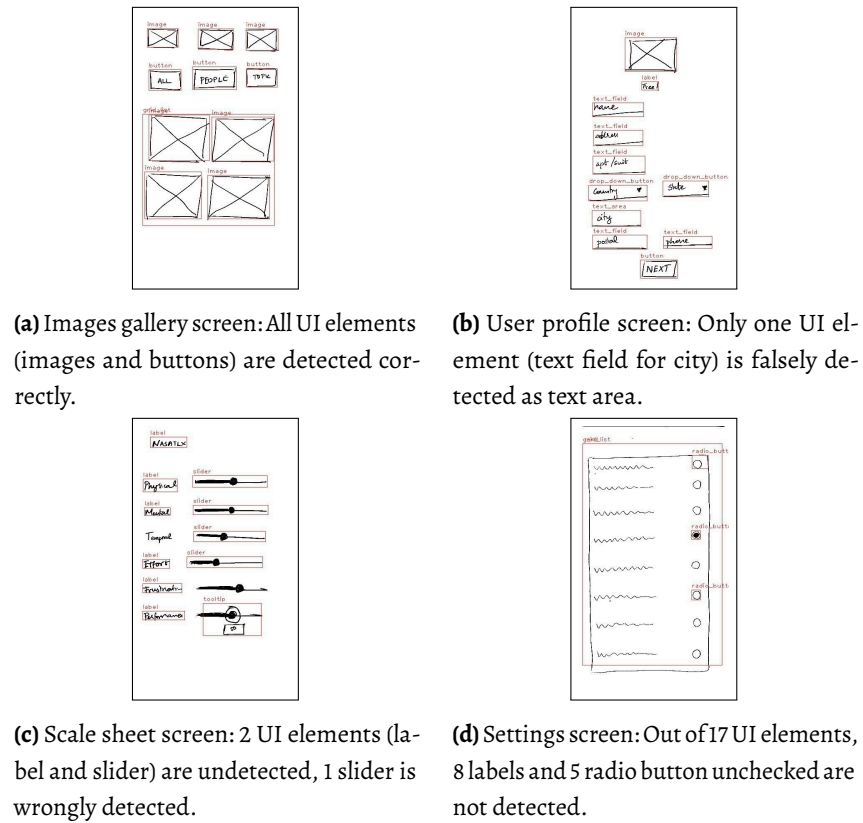 image image image
button button button
ALL PEOPLE TOPIC
image
image image
image
label
Free!
text_field
name
text_field
address
text_field
apt/suit
drop_down_button drop_down_button
Country State
text_area
city
text_field text_field
postal phone
button
NEXT
(a) Images gallery screen: All UI elements
(images and buttons) are detected cor-
rectly.
(b) User profile screen: Only one UI el-
ement (text field for city) is falsely de-
tected as text area.
label
NASATLX
label slider
Physical
label slider
Mental
slider
Temporal
label slider
Effort
label
Frustration
label tooltip
Performance
radio_butt
radio_butt
radio_butt
(c) Scale sheet screen: 2 UI elements (la-
bel and slider) are undetected, 1 slider is
wrongly detected.
(d) Settings screen: Out of 17 UI elements,
8 labels and 5 radio button unchecked are
not detected.